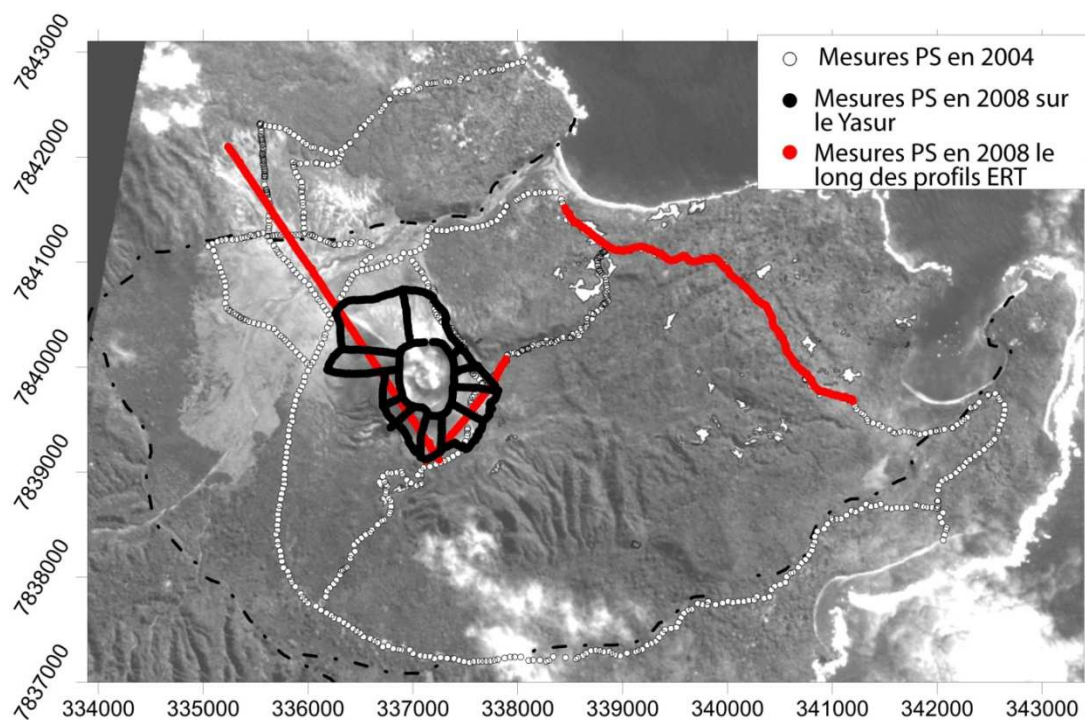 7843000
7842000
7841000
7840000
7839000
7838000
7837000
Mesures PS en 2004
Mesures PS en 2008 sur
le Yasur
Mesures PS en 2008 le
long des profils ERT
334000 335000 336000 337000 338000 339000 340000 341000 342000 343000